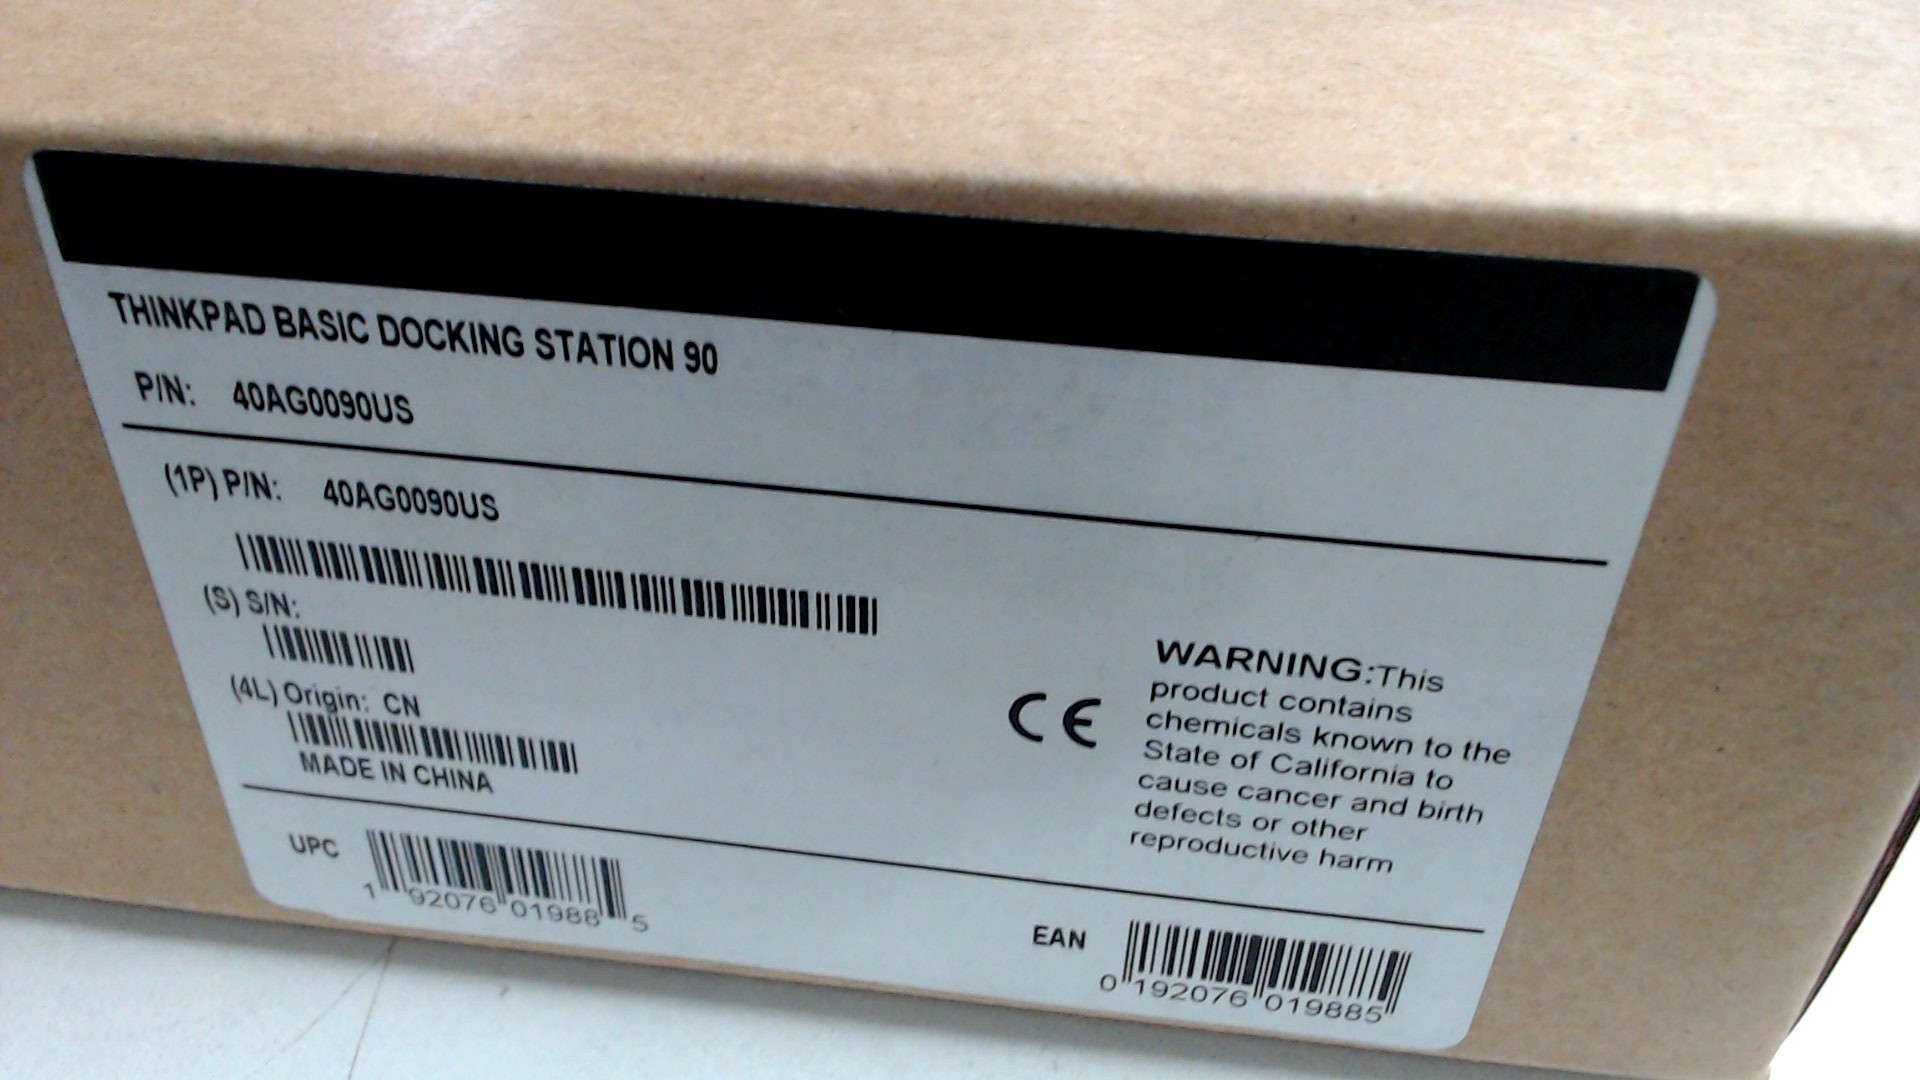 THINKPAD BASIC DOCKING STATION 90
P/N: 40AG0090US
(1P) P/N: 40AG0090US
(S) S/N:
(4L) Origin: CN
MADE IN CHINA
CE
WARNING:This
product contains
chemicals known to the
State of California to
cause cancer and birth
defects or other
reproductive harm
UPC
1 92076 01988 5
EAN
0 192076 019885